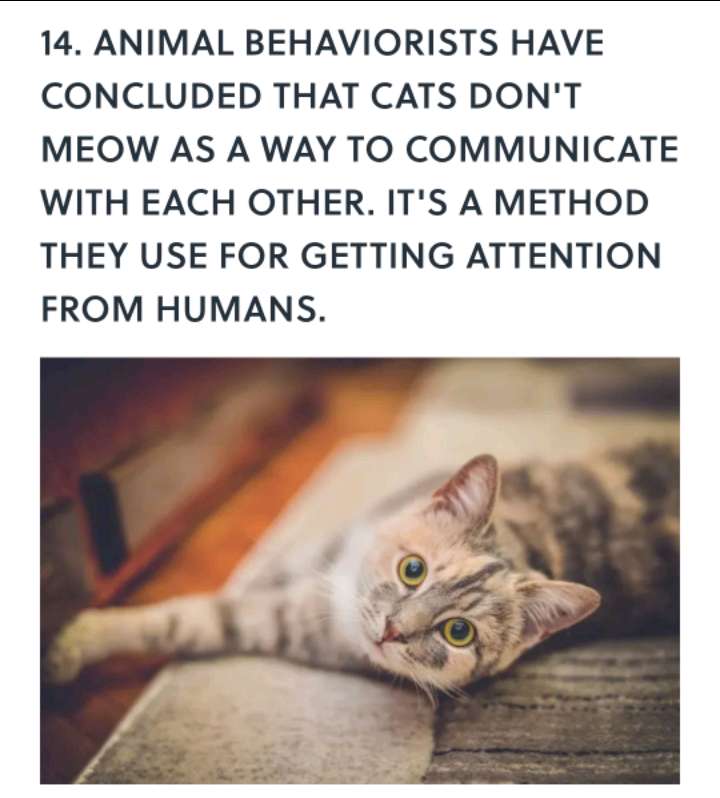 14. ANIMAL BEHAVIORISTS HAVE
CONCLUDED THAT CATS DON'T
MEOW AS A WAY TO COMMUNICATE
WITH EACH OTHER. IT'S A METHOD
THEY USE FOR GETTING ATTENTION
FROM HUMANS.